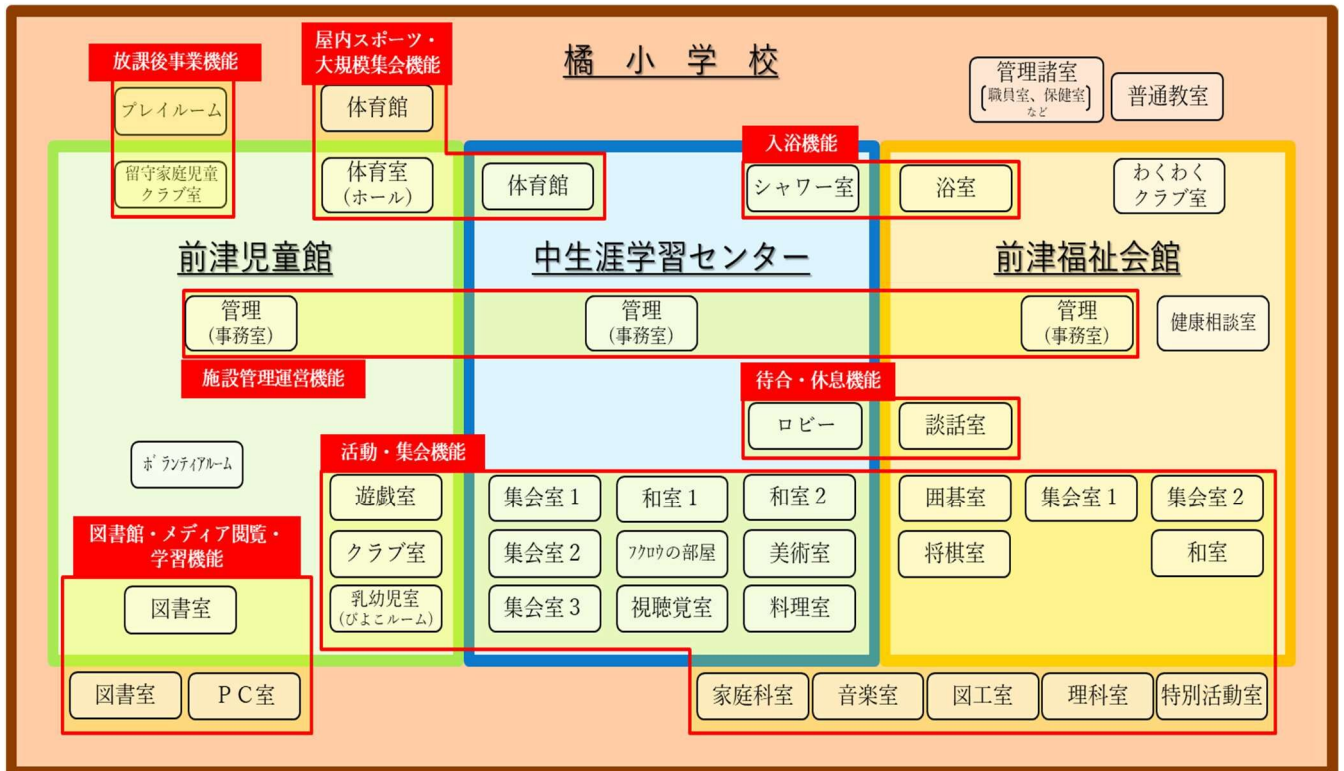 橘小学校
放課後事業機能
屋内スポーツ・
大規模集会機能
管理諸室
[職員室、保健室]
など
普通教室
プレイルーム
体育館
入浴機能
留守家庭児童
クラブ室
体育室
(ホール)
体育館
シャワー室
浴室
わくわく
クラブ室
前津児童館
中生涯学習センター
前津福祉会館
管理
(事務室)
管理
(事務室)
管理
(事務室)
健康相談室
施設管理運営機能
待合・休息機能
ロビー
談話室
ボランティアルーム
活動・集会機能
遊戯室
集会室1
和室1
和室2
囲碁室
集会室1
集会室2
図書館・メディア閲覧・
学習機能
クラブ室
集会室2
フクロウの部屋
美術室
将棋室
和室
図書室
乳幼児室
(ぴよこルーム)
集会室3
視聴覚室
料理室
図書室
PC室
家庭科室
音楽室
図工室
理科室
特別活動室